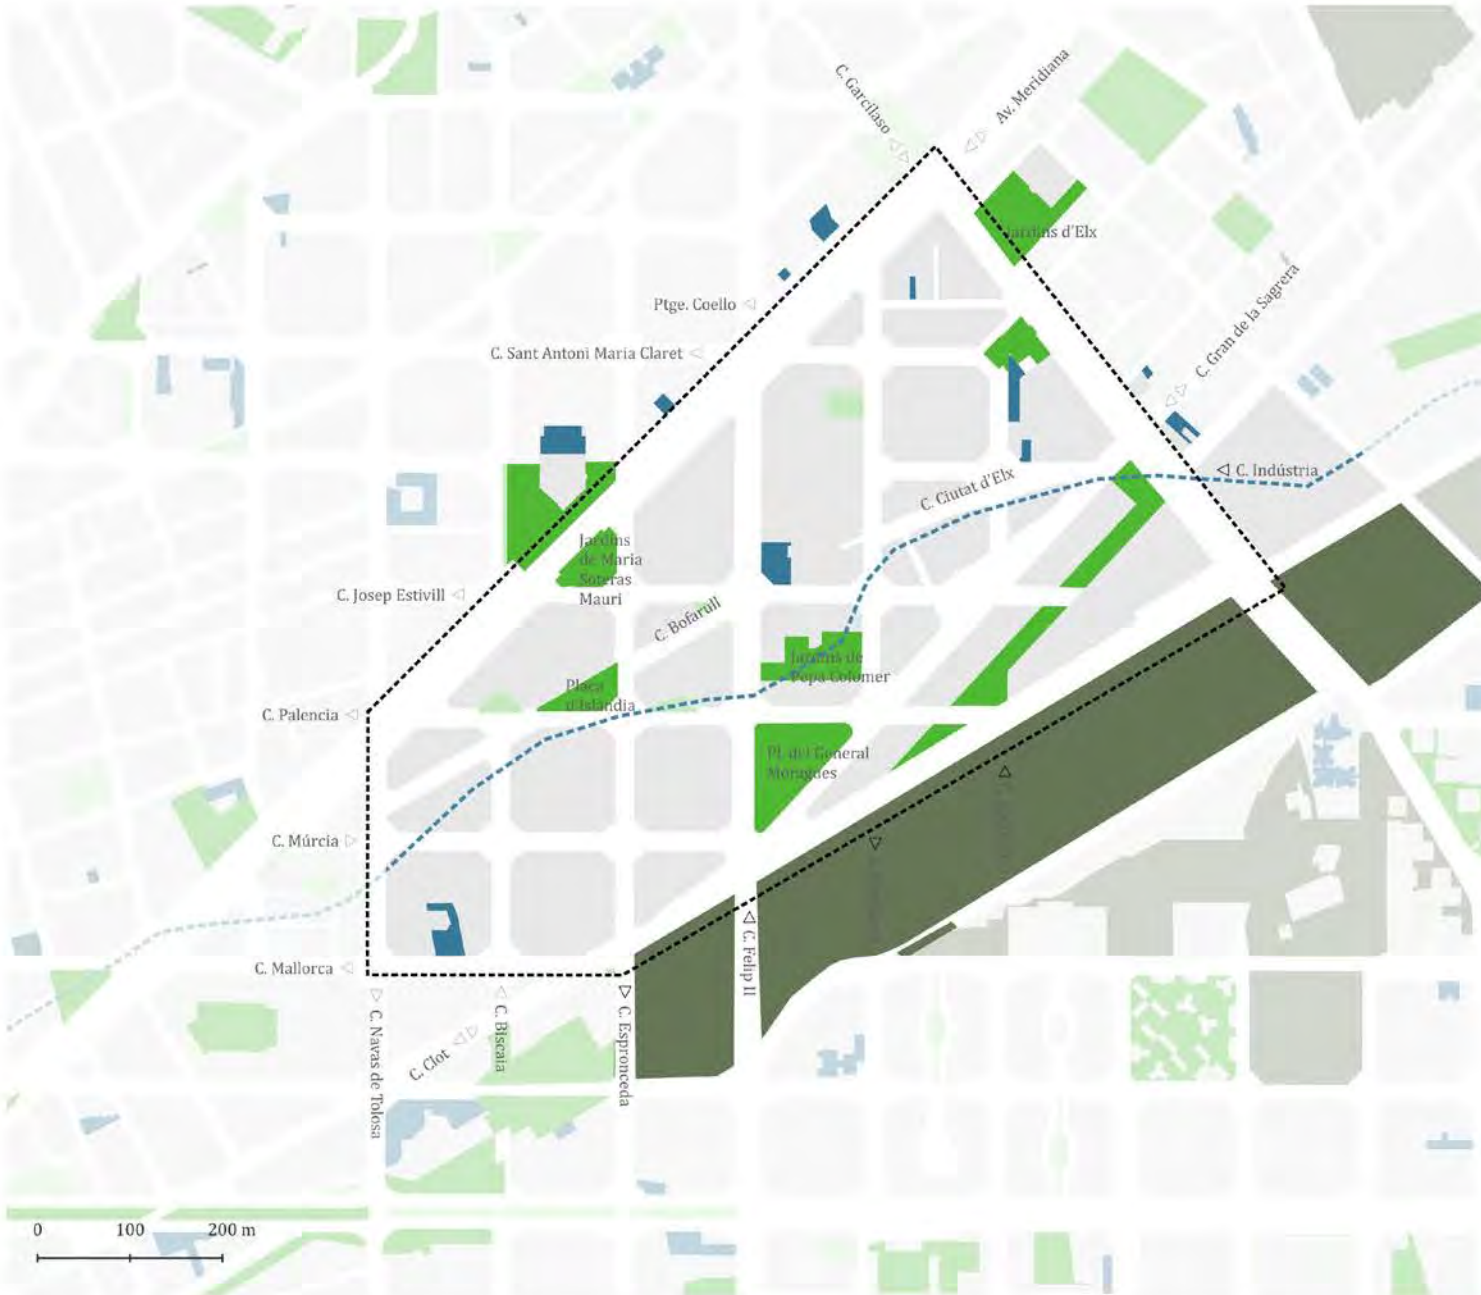 C. Garcilaso
Av. Meridiana
Jardins d'Elx
C. Gran de la Sagrera
Ptge. Coello
C. Sant Antoni Maria Claret
C. Indústria
C. Ciutat d'Elx
Jardins
de Maria
Soteras
Mauri
C. Josep Estivill
C. Bofarull
Jardins de
Pepa Colomer
Plaça
d'Islàndia
C. Palencia
Pl. del General
Moragues
C. Múrcia
C. Mallorca
C. Felip II
C. Navas de Tolosa
C. Clot
C. Biscaia
C. Espronceda
0 100 200 m